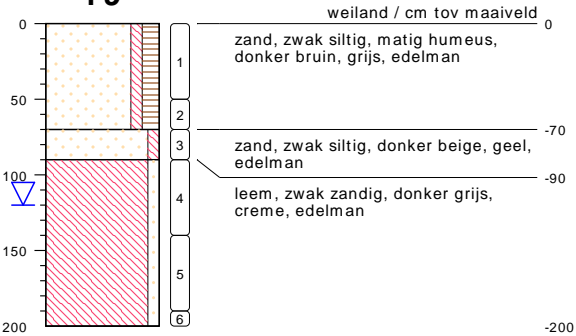 weiland / cm tov maaiveld
0
0
zand, zwak siltig, matig humeus,
donker bruin, grijs, edelman
1
50
2
-70
3
zand, zwak siltig, donker beige, geel,
edelman
-90
100
4
leem, zwak zandig, donker grijs,
creme, edelman
150
5
6
200
-200